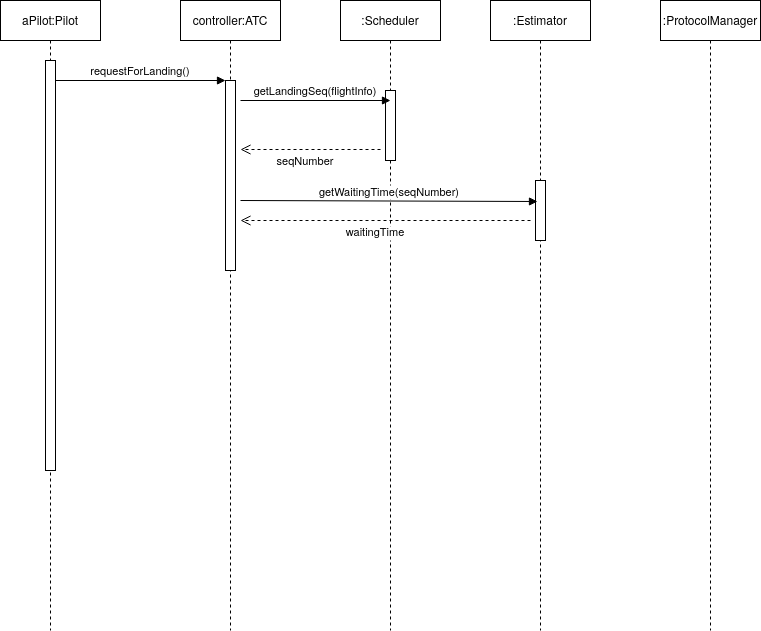 aPilot:Pilot
controller:ATC
:Scheduler
:Estimator
:ProtocolManager
requestForLanding()
getLandingSeq(flightInfo)
seqNumber
getWaitingTime(seqNumber)
waitingTime